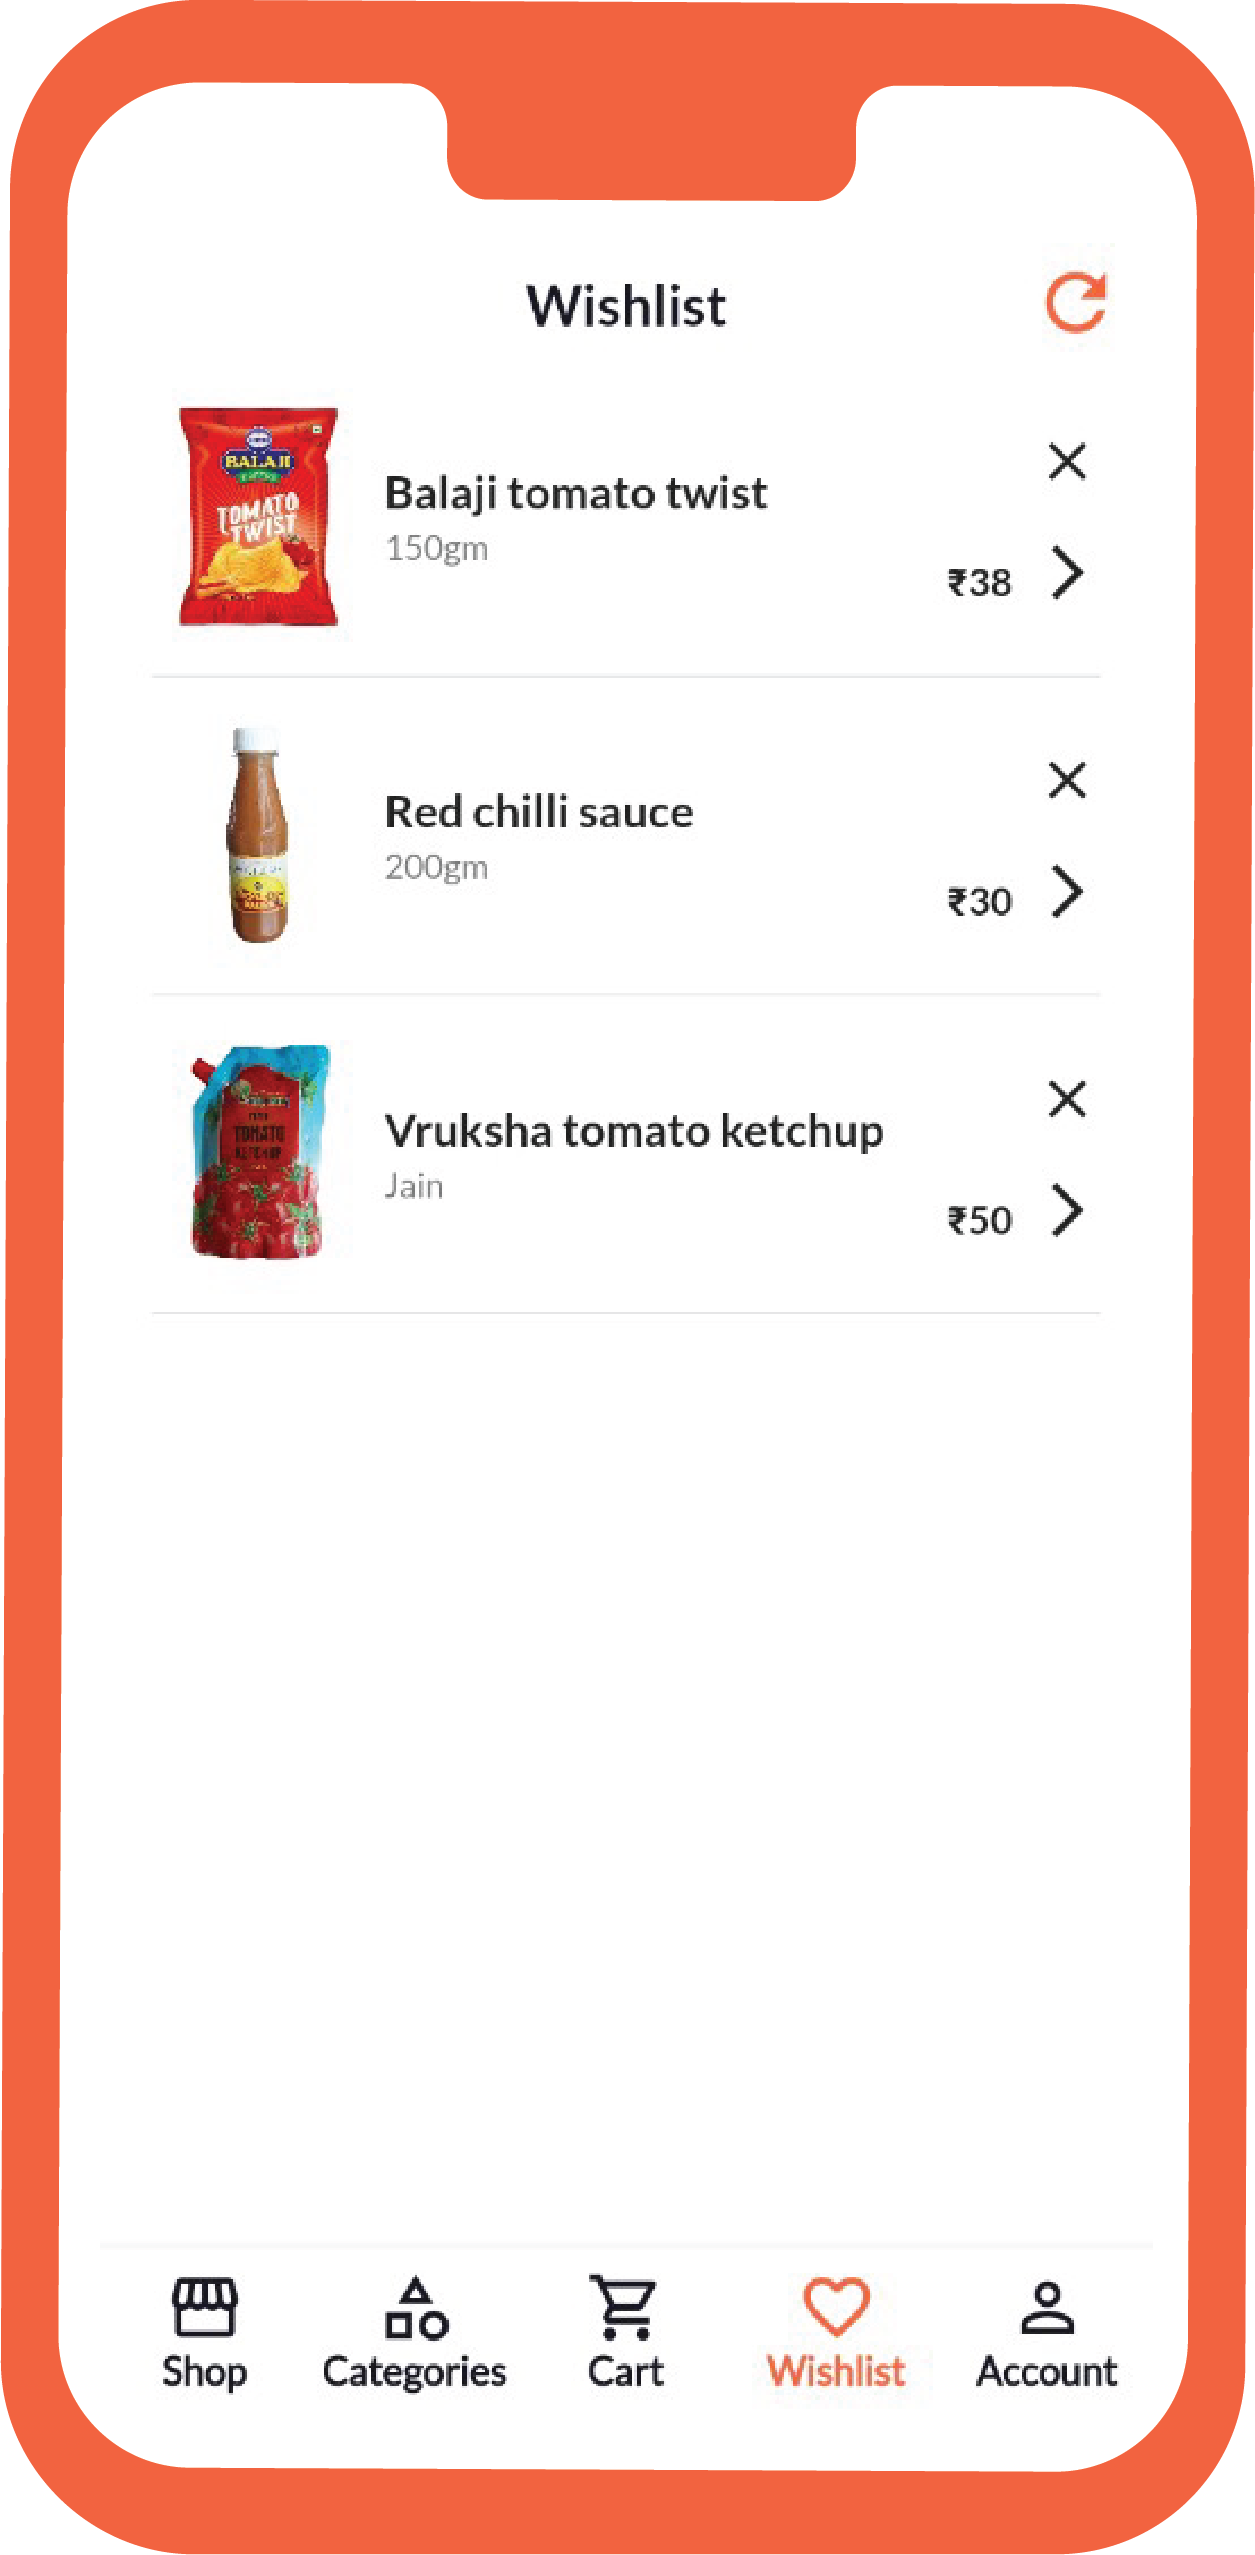 Wishlist
BALAJI
TOMATO
TWIST
Balaji tomato twist
150gm
₹38
Red chilli sauce
200gm
₹30
TOMATO
KETCHUP
Vruksha tomato ketchup
Jain
₹50
Shop
Categories
Cart
Wishlist
Account